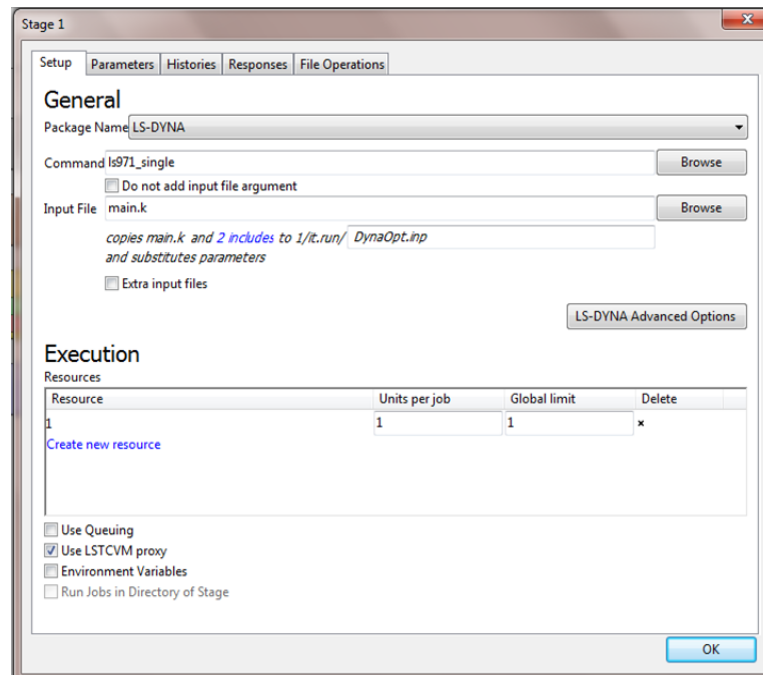 Stage 1
Setup Parameters Histories Responses File Operations
General
Package Name LS-DYNA
Command ls971_single Browse
Do not add input file argument
Input File main.k Browse
copies main.k and 2 includes to 1/it.run/ DynaOpt.inp
and substitutes parameters
Extra input files
LS-DYNA Advanced Options
Execution
Resources
Resource Units per job Global limit Delete
1 1 1 ×
Create new resource
Use Queuing
Use LSTCVM proxy
Environment Variables
Run Jobs in Directory of Stage
OK